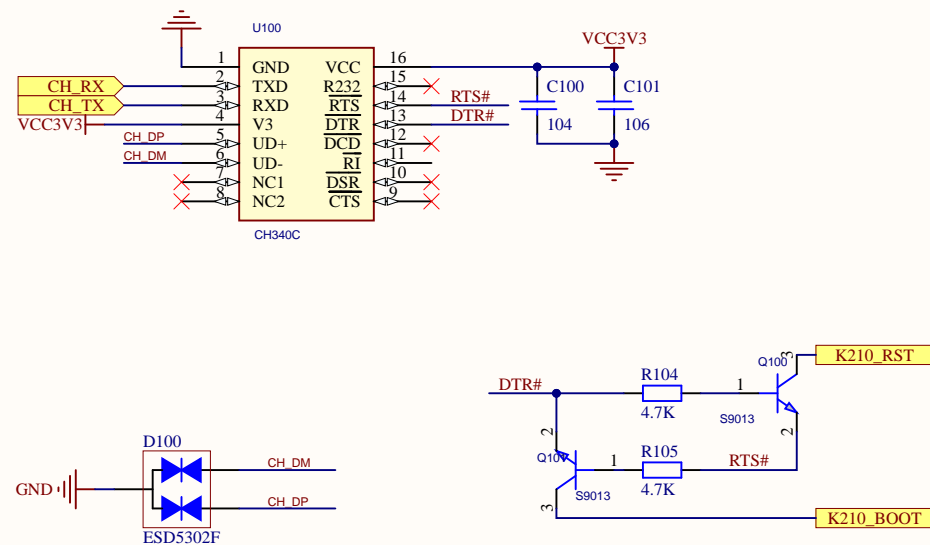 U100
1 GND
2 TXD
3 RXD
4 V3
5 UD+
6 UD-
7 NC1
8 NC2
VCC 16
R232 15
RTS 14
DTR 13
DCD 12
RI 11
DSR 10
CTS 9
CH340C
CH_RX
CH_TX
VCC3V3
CH_DP
CH_DM
RTS#
DTR#
VCC3V3
C100
104
C101
106
D100
GND
CH_DM
CH_DP
ESD5302F
DTR#
R104
4.7K
1
Q100
3
K210_RST
S9013
2
2
Q101
1
R105
4.7K
RTS#
S9013
3
K210_BOOT